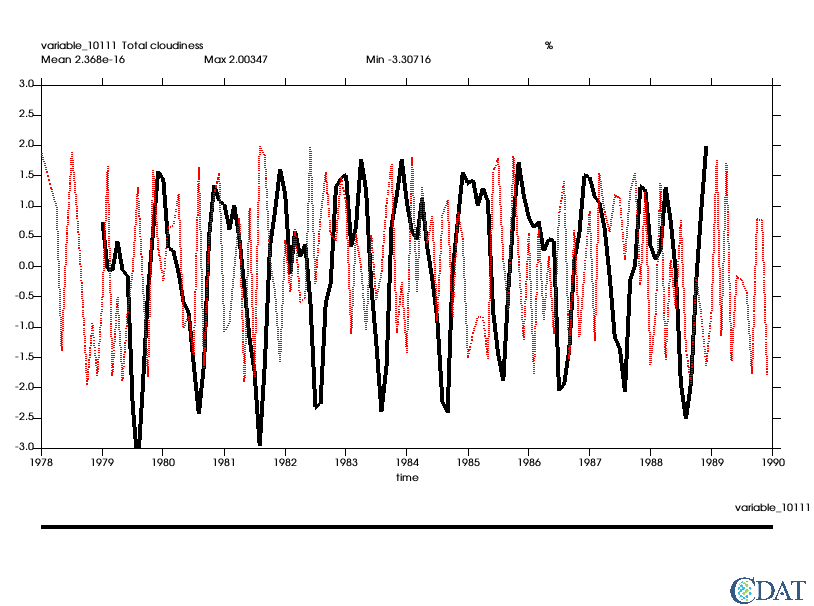 variable_10111 Total cloudiness %
Mean 2.368e-16 Max 2.00347 Min -3.30716
3.0
2.5
2.0
1.5
1.0
0.5
0.0
-0.5
-1.0
-1.5
-2.0
-2.5
-3.0
1978 1979 1980 1981 1982 1983 1984 1985 1986 1987 1988 1989 1990
time
variable_10111
CDAT